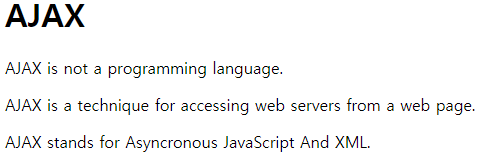 AJAX
AJAX is not a programming language.
AJAX is a technique for accessing web servers from a web page.
AJAX stands for Asyncronous JavaScript And XML.